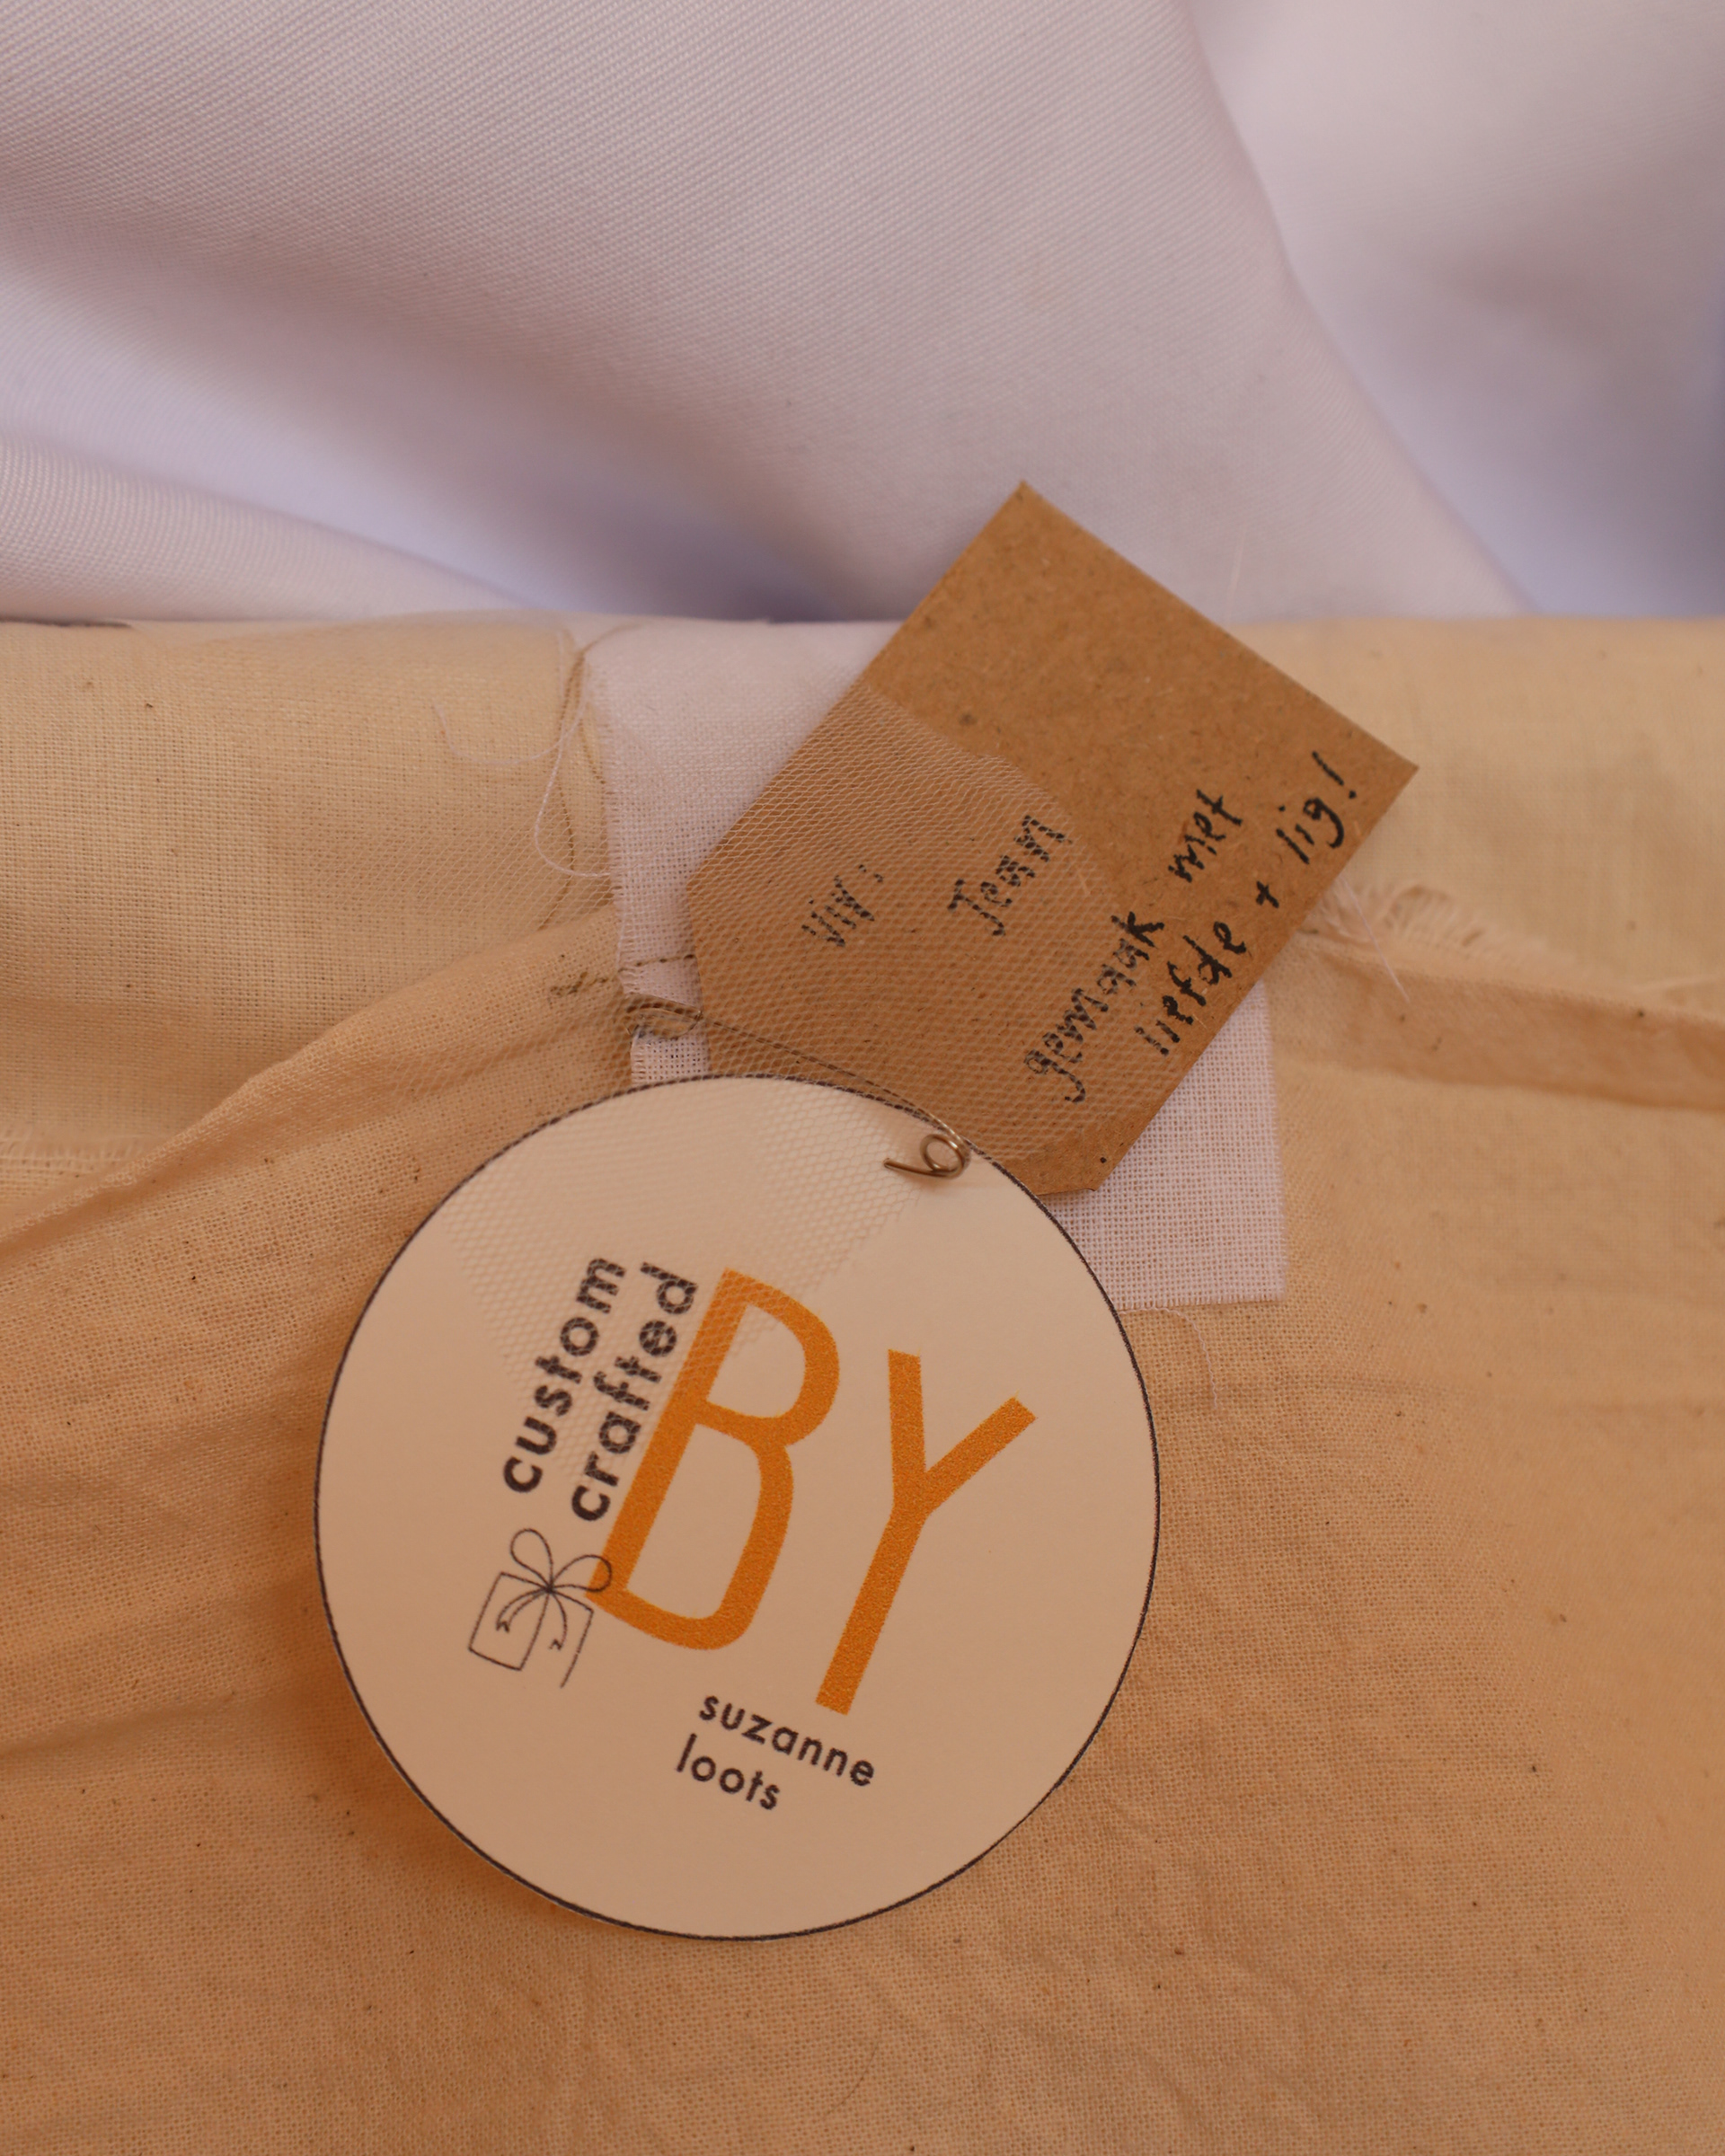 vir:
Jean
gemaak met
liefde + lig!
custom
crafted
BY
suzanne
loots